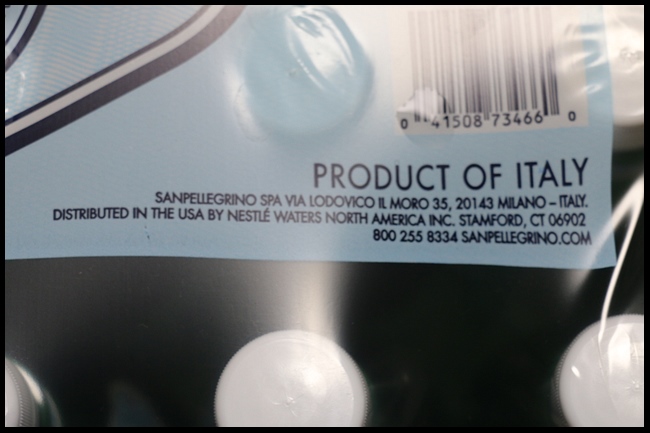 0 41508 73466 0
PRODUCT OF ITALY
SANPELLEGRINO SPA VIA LODOVICO IL MORO 35, 20143 MILANO – ITALY.
DISTRIBUTED IN THE USA BY NESTLÉ WATERS NORTH AMERICA INC. STAMFORD, CT 06902
800 255 8334 SANPELLEGRINO.COM